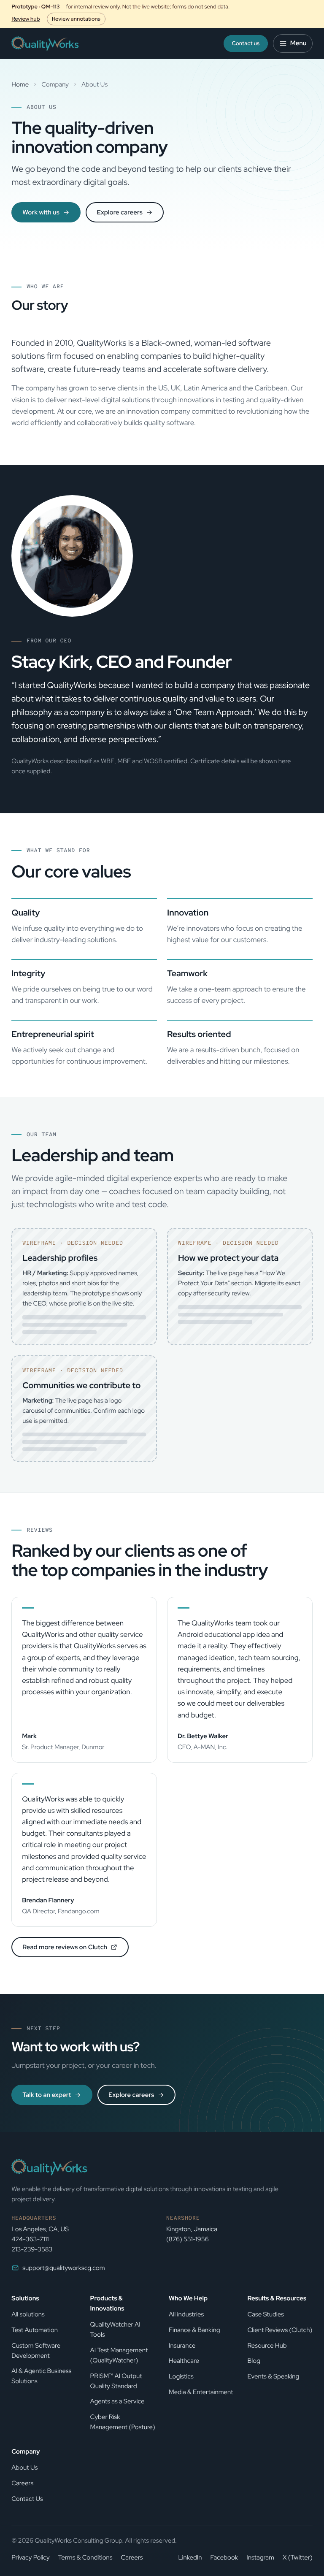 Prototype · QM-113 – for internal review only. Not the live website; forms do not send data.
Review hub Review annotations
QualityWorks Contact us Menu
Home › Company › About Us
ABOUT US
The quality-driven
innovation company
We go beyond the code and beyond testing to help our clients achieve their
most extraordinary digital goals.
Work with us → Explore careers →
WHO WE ARE
Our story
Founded in 2010, QualityWorks is a Black-owned, woman-led software
solutions firm focused on enabling companies to build higher-quality
software, create future-ready teams and accelerate software delivery.
The company has grown to serve clients in the US, UK, Latin America and the Caribbean. Our
vision is to deliver next-level digital solutions through innovations in testing and quality-driven
development. At our core, we are an innovation company committed to revolutionizing how the
world efficiently and collaboratively builds quality software.
FROM OUR CEO
Stacy Kirk, CEO and Founder
“I started QualityWorks because I wanted to build a company that was passionate
about what it takes to deliver continuous quality and value to users. Our
philosophy as a company is to always take a ‘One Team Approach.’ We do this by
focusing on creating partnerships with our clients that are built on transparency,
collaboration, and diverse perspectives.”
QualityWorks describes itself as WBE, MBE and WOSB certified. Certificate details will be shown here
once supplied.
WHAT WE STAND FOR
Our core values
Quality
We infuse quality into everything we do to
deliver industry-leading solutions.
Innovation
We're innovators who focus on creating the
highest value for our customers.
Integrity
We pride ourselves on being true to our word
and transparent in our work.
Teamwork
We take a one-team approach to ensure the
success of every project.
Entrepreneurial spirit
We actively seek out change and
opportunities for continuous improvement.
Results oriented
We are a results-driven bunch, focused on
deliverables and hitting our milestones.
OUR TEAM
Leadership and team
We provide agile-minded digital experience experts who are ready to make
an impact from day one — coaches focused on team capacity building, not
just technologists who write and test code.
WIREFRAME · DECISION NEEDED
Leadership profiles
HR / Marketing: Supply approved names,
roles, photos and short bios for the
leadership team. The prototype shows only
the CEO, whose profile is on the live site.
WIREFRAME · DECISION NEEDED
How we protect your data
Security: The live page has a “How We
Protect Your Data” section. Migrate its exact
copy after security review.
WIREFRAME · DECISION NEEDED
Communities we contribute to
Marketing: The live page has a logo
carousel of communities. Confirm each logo
use is permitted.
REVIEWS
Ranked by our clients as one of
the top companies in the industry
The biggest difference between
QualityWorks and other quality service
providers is that QualityWorks serves as
a group of experts, and they leverage
their whole community to really
establish refined and robust quality
processes within your organization.
Mark
Sr. Product Manager, Dunmor
The QualityWorks team took our
Android educational app idea and
made it a reality. They effectively
managed ideation, tech team sourcing,
requirements, and timelines
throughout the project. They helped
us innovate, simplify, and execute
so we could meet our deliverables
and budget.
Dr. Bettye Walker
CEO, A-MAN, Inc.
QualityWorks was able to quickly
provide us with skilled resources
aligned with our immediate needs and
budget. Their consultants played a
critical role in meeting our project
milestones and provided quality service
and communication throughout the
project release and beyond.
Brendan Flannery
QA Director, Fandango.com
Read more reviews on Clutch
NEXT STEP
Want to work with us?
Jumpstart your project, or your career in tech.
Talk to an expert → Explore careers →
QualityWorks
We enable the delivery of transformative digital solutions through innovations in testing and agile
project delivery.
HEADQUARTERS
Los Angeles, CA, US
424-363-7111
213-239-3583
NEARSHORE
Kingston, Jamaica
(876) 551-1956
support@qualityworkscg.com
Solutions
All solutions
Test Automation
Custom Software
Development
AI & Agentic Business
Solutions
Products &
Innovations
QualityWatcher AI
Tools
AI Test Management
(QualityWatcher)
PRISM™ AI Output
Quality Standard
Agents as a Service
Cyber Risk
Management (Posture)
Who We Help
All industries
Finance & Banking
Insurance
Healthcare
Logistics
Media & Entertainment
Results & Resources
Case Studies
Client Reviews (Clutch)
Resource Hub
Blog
Events & Speaking
Company
About Us
Careers
Contact Us
© 2026 QualityWorks Consulting Group. All rights reserved.
Privacy Policy Terms & Conditions Careers LinkedIn Facebook Instagram X (Twitter)